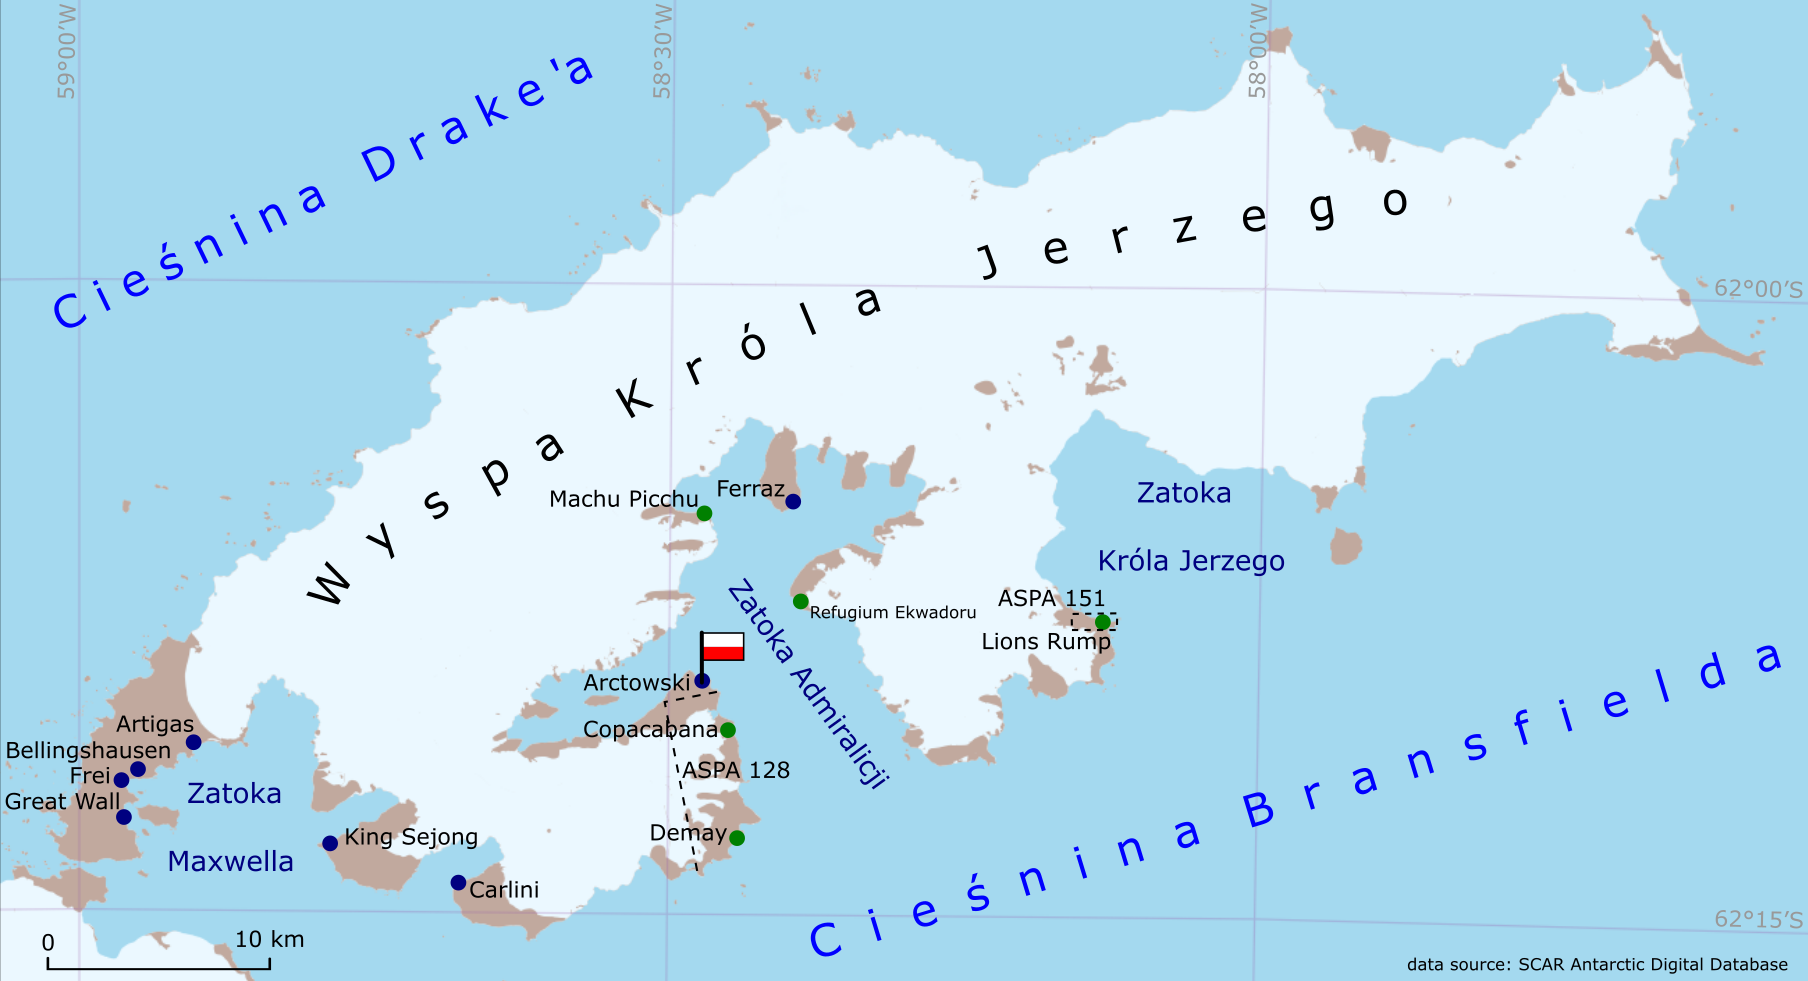 59°00'W
58°30'W
58°00'W
Cieśnina Drake'a
Wyspa Króla Jerzego
62°00'S
Machu Picchu
Ferraz
Zatoka
Króla Jerzego
Refugium Ekwadoru
ASPA 151
Lions Rump
Zatoka Admiralicji
Arctowski
Copacabana
ASPA 128
Demay
Artigas
Bellingshausen
Frei
Great Wall
Zatoka
Maxwella
King Sejong
Carlini
Cieśnina Bransfielda
62°15'S
0
10 km
data source: SCAR Antarctic Digital Database